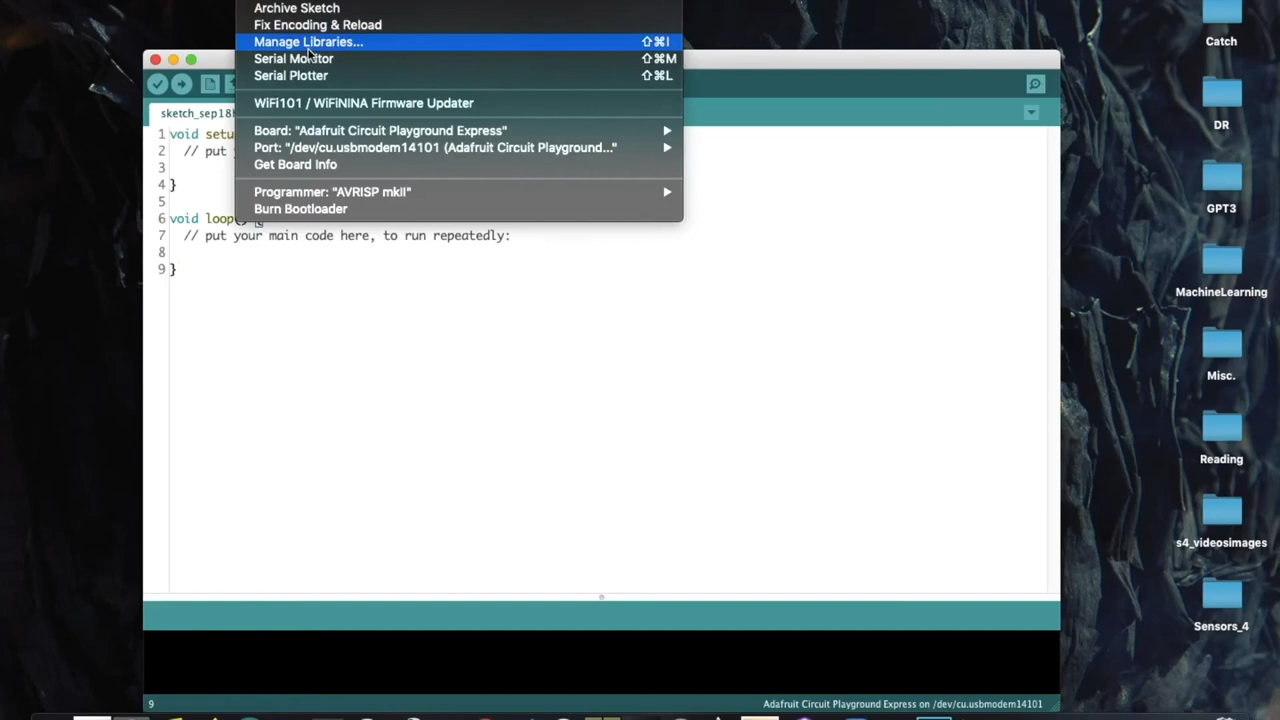 Archive Sketch
Fix Encoding & Reload
Manage Libraries... ⇧⌘I
Serial Monitor ⇧⌘M
Serial Plotter ⇧⌘L
WiFi101 / WiFiNINA Firmware Updater
Board: "Adafruit Circuit Playground Express"
Port: "/dev/cu.usbmodem14101 (Adafruit Circuit Playground..."
Get Board Info
Programmer: "AVRISP mkII"
Burn Bootloader
1 void
2 // put
3
4 }
5
6 void loop() {
7 // put your main code here, to run repeatedly:
8
9 }
9
Adafruit Circuit Playground Express on /dev/cu.usbmodem14101
Catch
DR
GPT3
MachineLearning
Misc.
Reading
s4_videosimages
Sensors_4